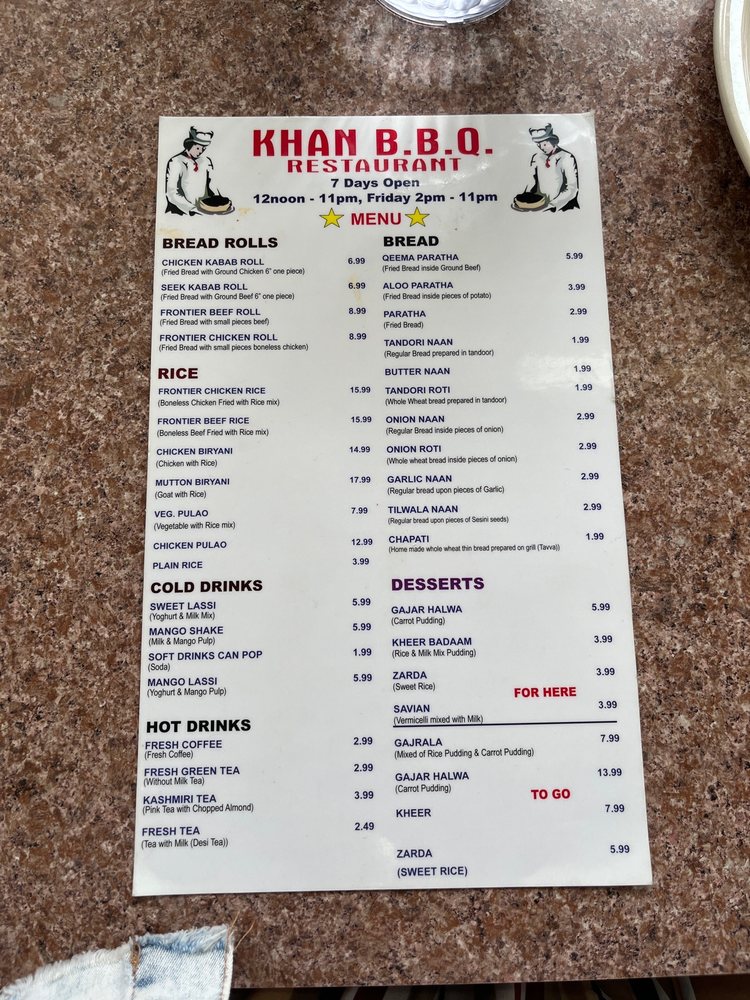 KHAN B.B.Q.
RESTAURANT
7 Days Open
12noon - 11pm, Friday 2pm - 11pm
MENU
BREAD ROLLS
CHICKEN KABAB ROLL 6.99
(Fried Bread with Ground Chicken 6" one piece)
SEEK KABAB ROLL 6.99
(Fried Bread with Ground Beef 6" one piece)
FRONTIER BEEF ROLL 8.99
(Fried Bread with small pieces beef)
FRONTIER CHICKEN ROLL 8.99
(Fried Bread with small pieces boneless chicken)
RICE
FRONTIER CHICKEN RICE 15.99
(Boneless Chicken Fried with Rice mix)
FRONTIER BEEF RICE 15.99
(Boneless Beef Fried with Rice mix)
CHICKEN BIRYANI 14.99
(Chicken with Rice)
MUTTON BIRYANI 17.99
(Goat with Rice)
VEG. PULAO 7.99
(Vegetable with Rice mix)
CHICKEN PULAO 12.99
PLAIN RICE 3.99
COLD DRINKS
SWEET LASSI 5.99
(Yoghurt & Milk Mix)
MANGO SHAKE 5.99
(Milk & Mango Pulp)
SOFT DRINKS CAN POP 1.99
(Soda)
MANGO LASSI 5.99
(Yoghurt & Mango Pulp)
HOT DRINKS
FRESH COFFEE 2.99
(Fresh Coffee)
FRESH GREEN TEA 2.99
(Without Milk Tea)
KASHMIRI TEA 3.99
(Pink Tea with Chopped Almond)
FRESH TEA 2.49
(Tea with Milk (Desi Tea))
BREAD
QEEMA PARATHA 5.99
(Fried Bread inside Ground Beef)
ALOO PARATHA 3.99
(Fried Bread inside pieces of potato)
PARATHA 2.99
(Fried Bread)
TANDORI NAAN 1.99
(Regular Bread prepared in tandoor)
BUTTER NAAN 1.99
TANDORI ROTI 1.99
(Whole Wheat bread prepared in tandoor)
ONION NAAN 2.99
(Regular Bread inside pieces of onion)
ONION ROTI 2.99
(Whole wheat bread inside pieces of onion)
GARLIC NAAN 2.99
(Regular bread upon pieces of Garlic)
TILWALA NAAN 2.99
(Regular bread upon pieces of Sesini seeds)
CHAPATI 1.99
(Home made whole wheat thin bread prepared on grill (Tavva))
DESSERTS
GAJAR HALWA 5.99
(Carrot Pudding)
KHEER BADAAM 3.99
(Rice & Milk Mix Pudding)
ZARDA 3.99
(Sweet Rice)
FOR HERE
SAVIAN 3.99
(Vermicelli mixed with Milk)
GAJRALA 7.99
(Mixed of Rice Pudding & Carrot Pudding)
GAJAR HALWA 13.99
(Carrot Pudding)
TO GO
KHEER 7.99
ZARDA 5.99
(SWEET RICE)